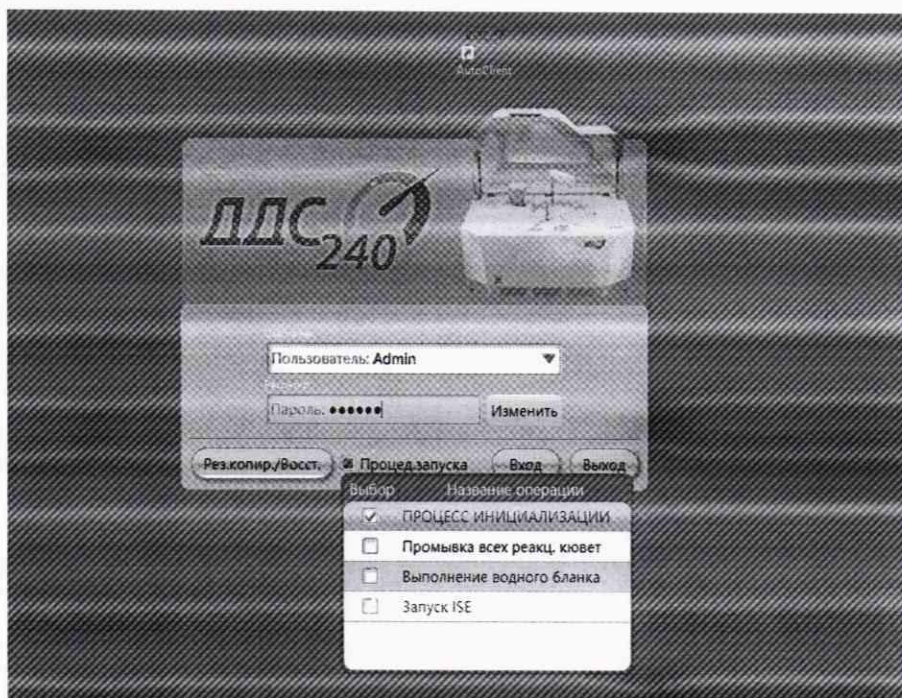 AutoClient
ДДС
240
Пользователь: Admin
Пароль: ••••••
Изменить
Рез.копир./Восст.
Процед.запуска
Вход
Выход
Выбор
Название операции
ПРОЦЕСС ИНИЦИАЛИЗАЦИИ
Промывка всех реакц. кювет
Выполнение водного бланка
Запуск ISE